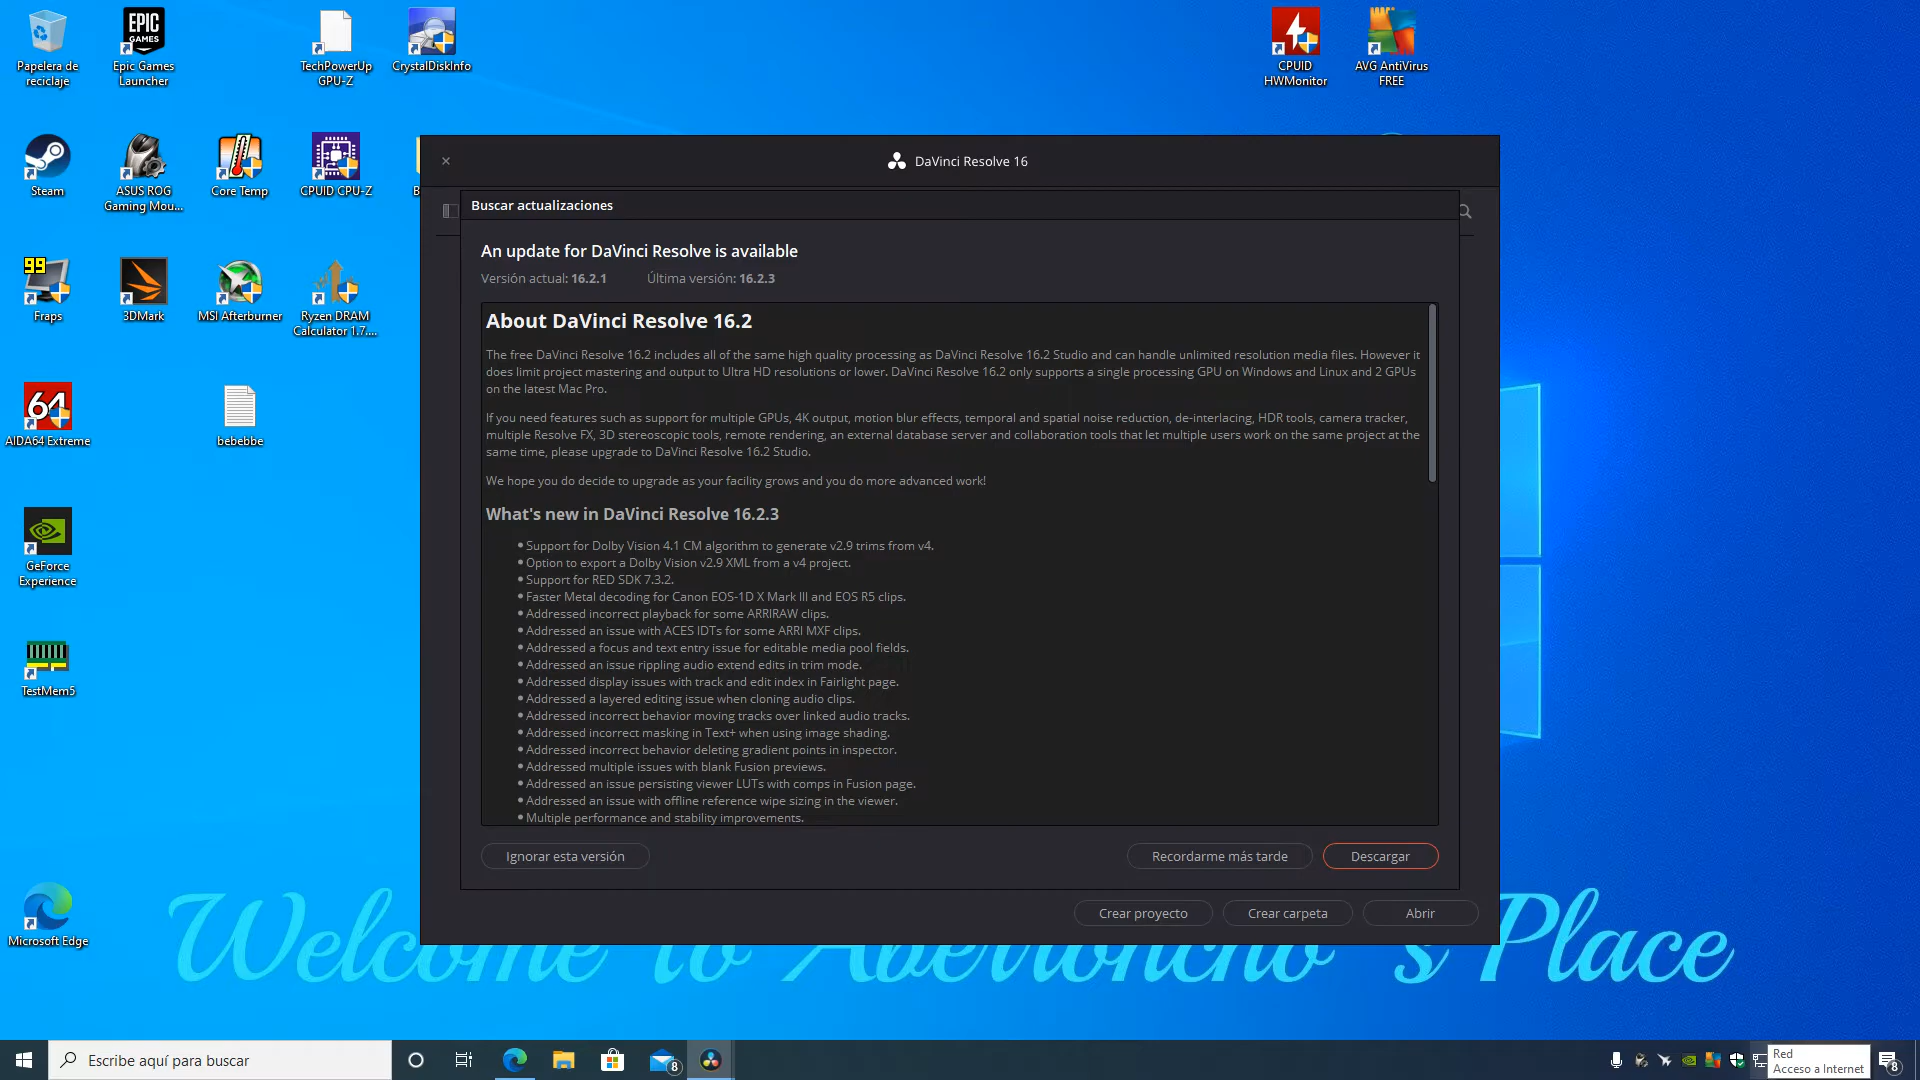 Papelera de
reciclaje
EPIC
GAMES
Epic Games
Launcher
TechPowerUp
GPU-Z
CrystalDiskInfo
CPUID
HWMonitor
AVG AntiVirus
FREE
Steam
ASUS ROG
Gaming Mou...
Core Temp
CPUID CPU-Z
99
Fraps
3DMark
MSI Afterburner
Ryzen DRAM
Calculator 1.7....
64
AIDA64 Extreme
bebebbe
GeForce
Experience
TestMem5
Microsoft Edge
DaVinci Resolve 16
Buscar actualizaciones
An update for DaVinci Resolve is available
Versión actual: 16.2.1 Última versión: 16.2.3
About DaVinci Resolve 16.2
The free DaVinci Resolve 16.2 includes all of the same high quality processing as DaVinci Resolve 16.2 Studio and can handle unlimited resolution media files. However it
does limit project mastering and output to Ultra HD resolutions or lower. DaVinci Resolve 16.2 only supports a single processing GPU on Windows and Linux and 2 GPUs
on the latest Mac Pro.
If you need features such as support for multiple GPUs, 4K output, motion blur effects, temporal and spatial noise reduction, de-interlacing, HDR tools, camera tracker,
multiple Resolve FX, 3D stereoscopic tools, remote rendering, an external database server and collaboration tools that let multiple users work on the same project at the
same time, please upgrade to DaVinci Resolve 16.2 Studio.
We hope you do decide to upgrade as your facility grows and you do more advanced work!
What's new in DaVinci Resolve 16.2.3
• Support for Dolby Vision 4.1 CM algorithm to generate v2.9 trims from v4.
• Option to export a Dolby Vision v2.9 XML from a v4 project.
• Support for RED SDK 7.3.2.
• Faster Metal decoding for Canon EOS-1D X Mark III and EOS R5 clips.
• Addressed incorrect playback for some ARRIRAW clips.
• Addressed an issue with ACES IDTs for some ARRI MXF clips.
• Addressed a focus and text entry issue for editable media pool fields.
• Addressed an issue rippling audio extend edits in trim mode.
• Addressed display issues with track and edit index in Fairlight page.
• Addressed a layered editing issue when cloning audio clips.
• Addressed incorrect behavior moving tracks over linked audio tracks.
• Addressed incorrect masking in Text+ when using image shading.
• Addressed incorrect behavior deleting gradient points in inspector.
• Addressed multiple issues with blank Fusion previews.
• Addressed an issue persisting viewer LUTs with comps in Fusion page.
• Addressed an issue with offline reference wipe sizing in the viewer.
• Multiple performance and stability improvements.
Ignorar esta versión Recordarme más tarde Descargar
Crear proyecto Crear carpeta Abrir
Welcome to Aberroncho 's Place
Escribe aquí para buscar
8
Red
Acceso a Internet
8